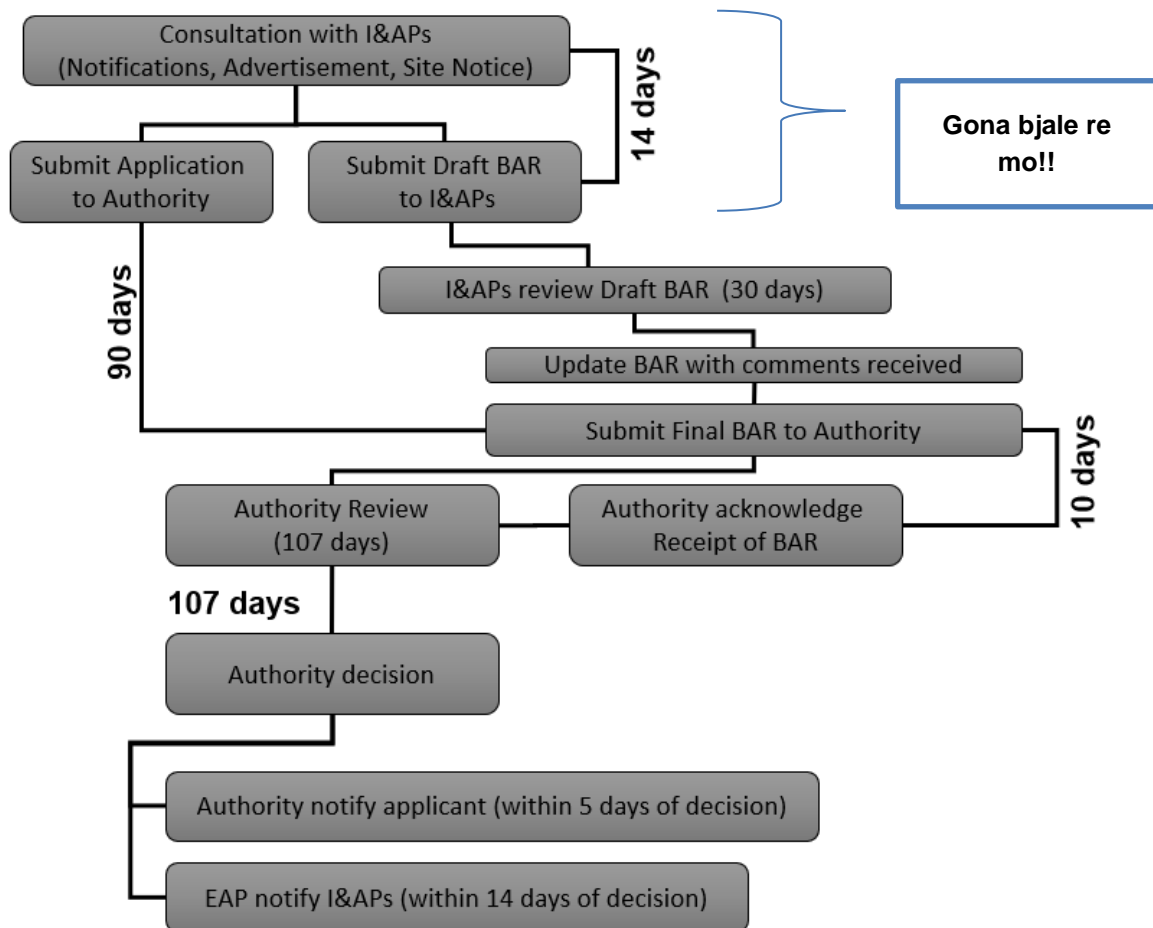 Consultation with I&APs
(Notifications, Advertisement, Site Notice)
14 days
Gona bjale re
mo!!
Submit Application
to Authority
Submit Draft BAR
to I&APs
90 days
I&APs review Draft BAR (30 days)
Update BAR with comments received
Submit Final BAR to Authority
10 days
Authority Review
(107 days)
Authority acknowledge
Receipt of BAR
107 days
Authority decision
Authority notify applicant (within 5 days of decision)
EAP notify I&APs (within 14 days of decision)